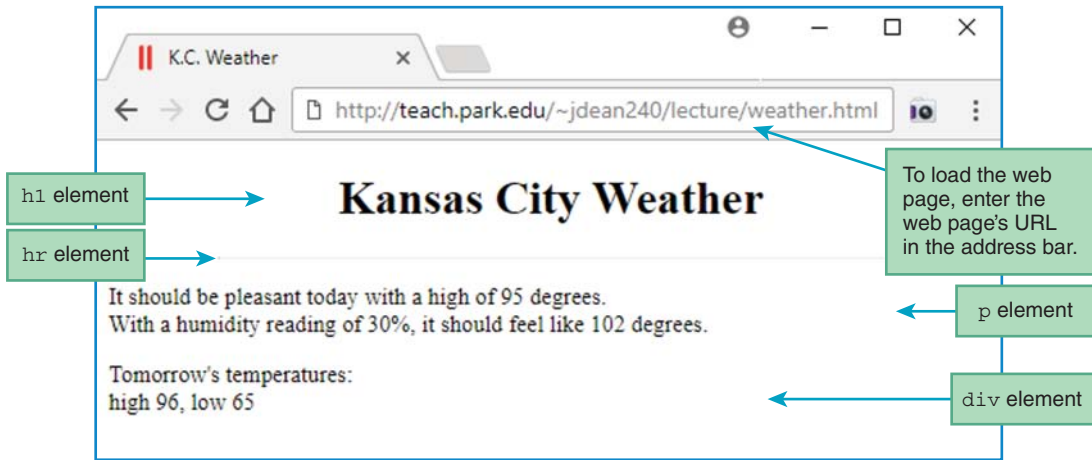 K.C. Weather
http://teach.park.edu/~jdean240/lecture/weather.html
To load the web
page, enter the
web page's URL
in the address bar.
h1 element
Kansas City Weather
hr element
It should be pleasant today with a high of 95 degrees.
With a humidity reading of 30%, it should feel like 102 degrees.
p element
Tomorrow's temperatures:
high 96, low 65
div element